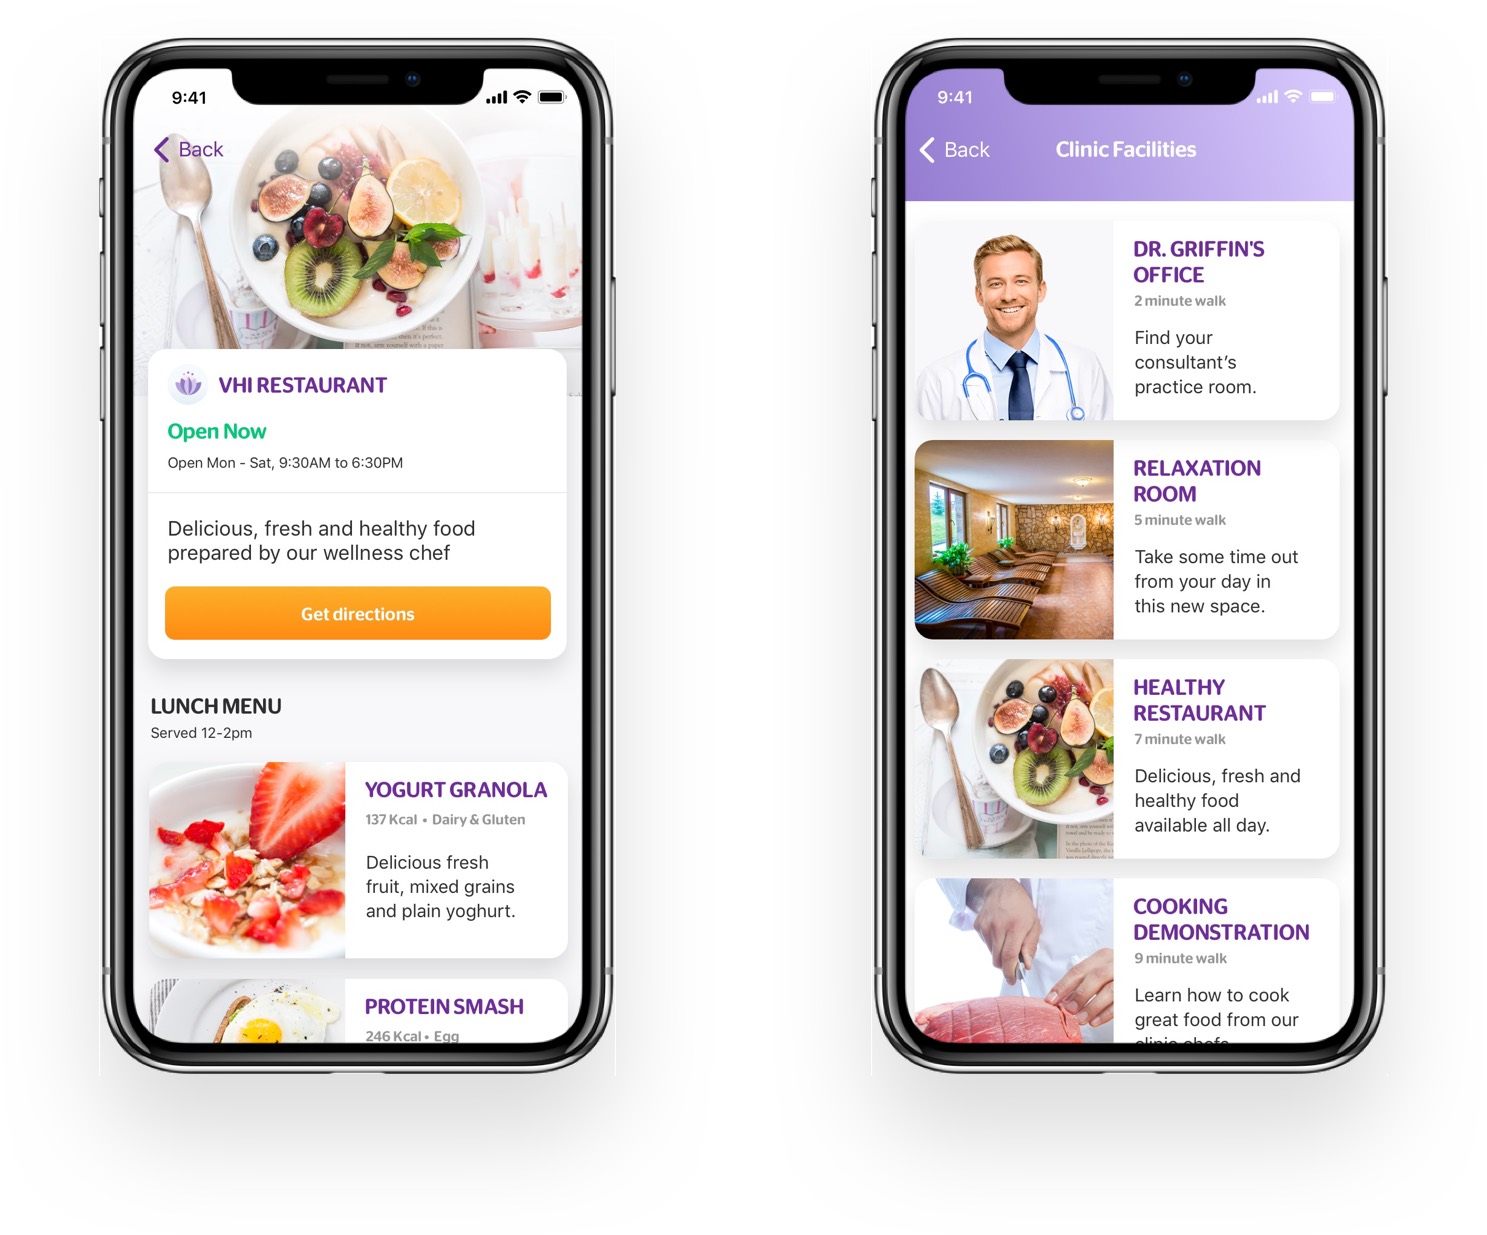 9:41
Back
VHI RESTAURANT
Open Now
Open Mon - Sat, 9:30AM to 6:30PM
Delicious, fresh and healthy food
prepared by our wellness chef
Get directions
LUNCH MENU
Served 12-2pm
YOGURT GRANOLA
137 Kcal • Dairy & Gluten
Delicious fresh
fruit, mixed grains
and plain yoghurt.
PROTEIN SMASH
246 Kcal • Egg
9:41
Back
Clinic Facilities
DR. GRIFFIN'S
OFFICE
2 minute walk
Find your
consultant’s
practice room.
RELAXATION
ROOM
5 minute walk
Take some time out
from your day in
this new space.
HEALTHY
RESTAURANT
7 minute walk
Delicious, fresh and
healthy food
available all day.
COOKING
DEMONSTRATION
9 minute walk
Learn how to cook
great food from our
clinic chefs